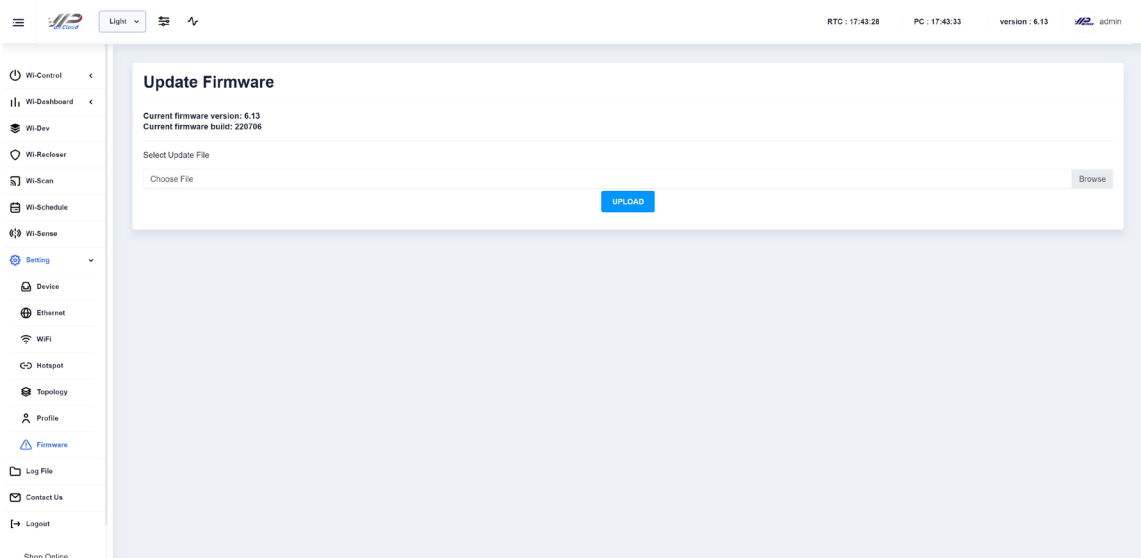 Light
RTC : 17:43:28
PC : 17:43:33
version : 6.13
admin
Wi-Control
Wi-Dashboard
Wi-Dev
Wi-Recloser
Wi-Scan
Wi-Schedule
Wi-Sense
Setting
Device
Ethernet
WiFi
Hotspot
Topology
Profile
Firmware
Log File
Contact Us
Logout
Shop Online
Update Firmware
Current firmware version: 6.13
Current firmware build: 220706
Select Update File
Choose File
Browse
UPLOAD